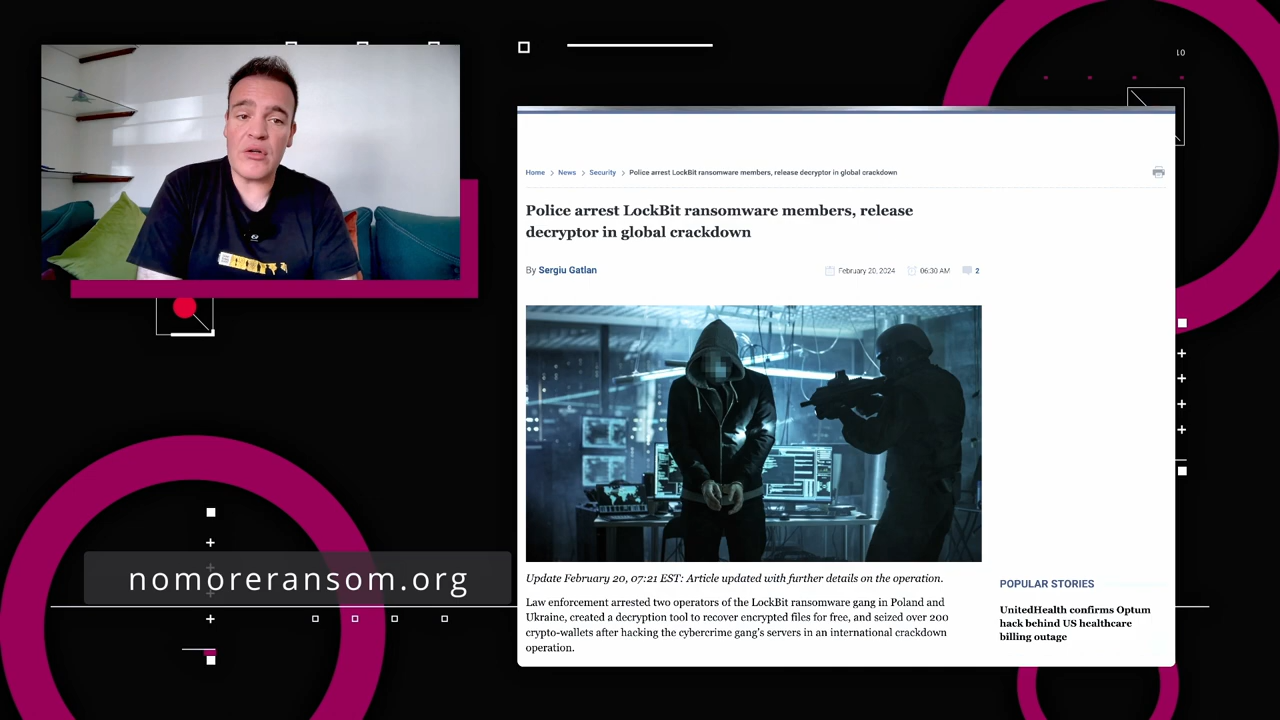 10
Home > News > Security > Police arrest LockBit ransomware members, release decryptor in global crackdown
Police arrest LockBit ransomware members, release
decryptor in global crackdown
By Sergiu Gatlan
February 20, 2024
06:30 AM
2
Update February 20, 07:21 EST: Article updated with further details on the operation.
Law enforcement arrested two operators of the LockBit ransomware gang in Poland and
Ukraine, created a decryption tool to recover encrypted files for free, and seized over 200
crypto-wallets after hacking the cybercrime gang's servers in an international crackdown
operation.
POPULAR STORIES
UnitedHealth confirms Optum
hack behind US healthcare
billing outage
nomoreransom.org